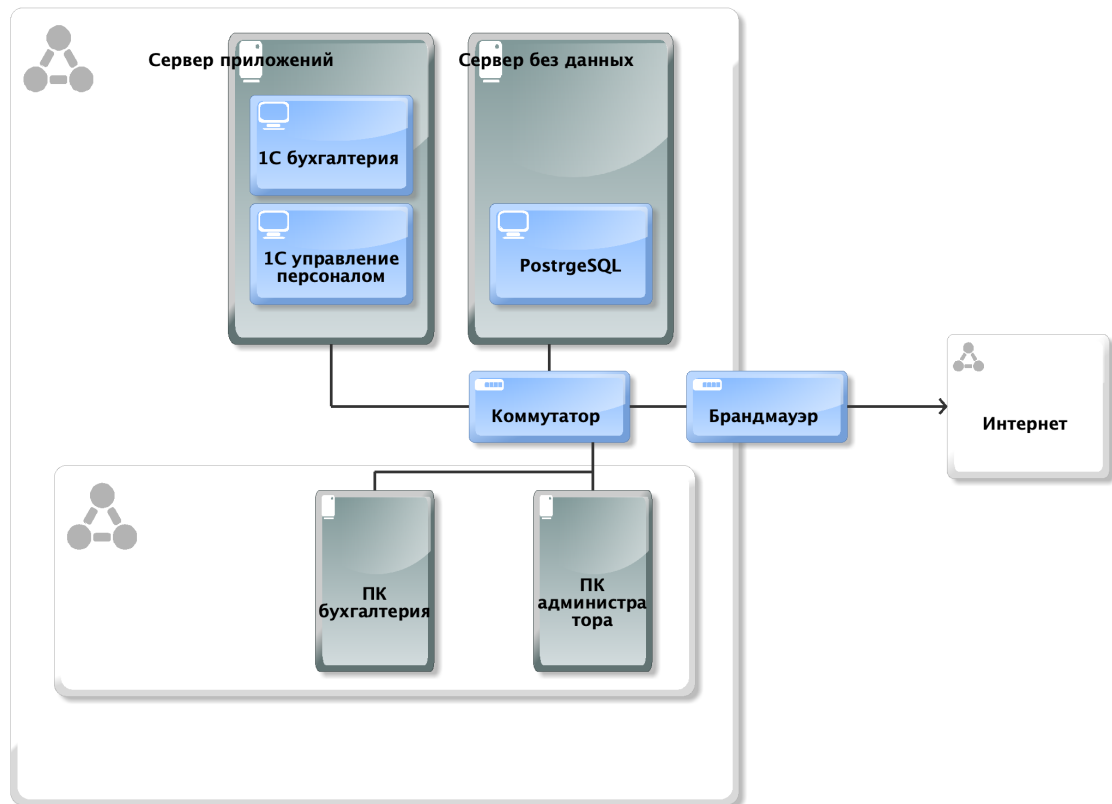 Сервер приложений
Сервер без данных
1С бухгалтерия
1С управление
персоналом
PostrgeSQL
Коммутатор
Брандмауэр
Интернет
ПК
бухгалтерия
ПК
администра
тора